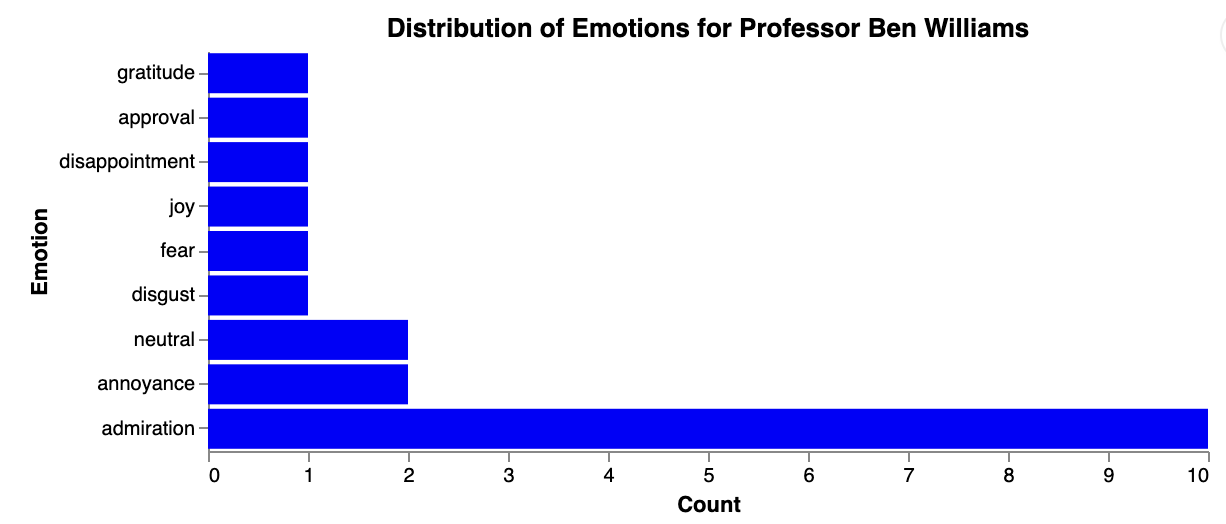 Distribution of Emotions for Professor Ben Williams
gratitude
approval
disappointment
joy
fear
disgust
neutral
annoyance
admiration
Emotion
0 1 2 3 4 5 6 7 8 9 10
Count